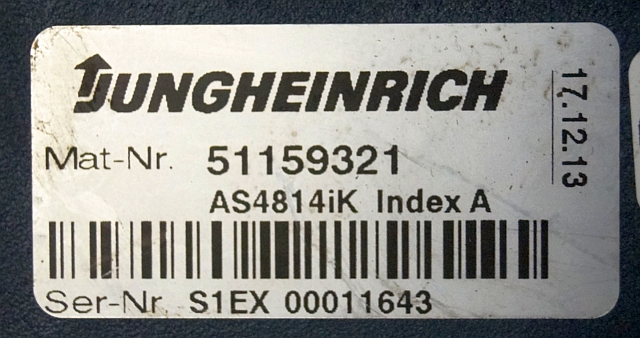 JUNGHEINRICH
Mat-Nr. 51159321
AS4814iK Index A
Ser-Nr S1EX 00011643
17.12.13